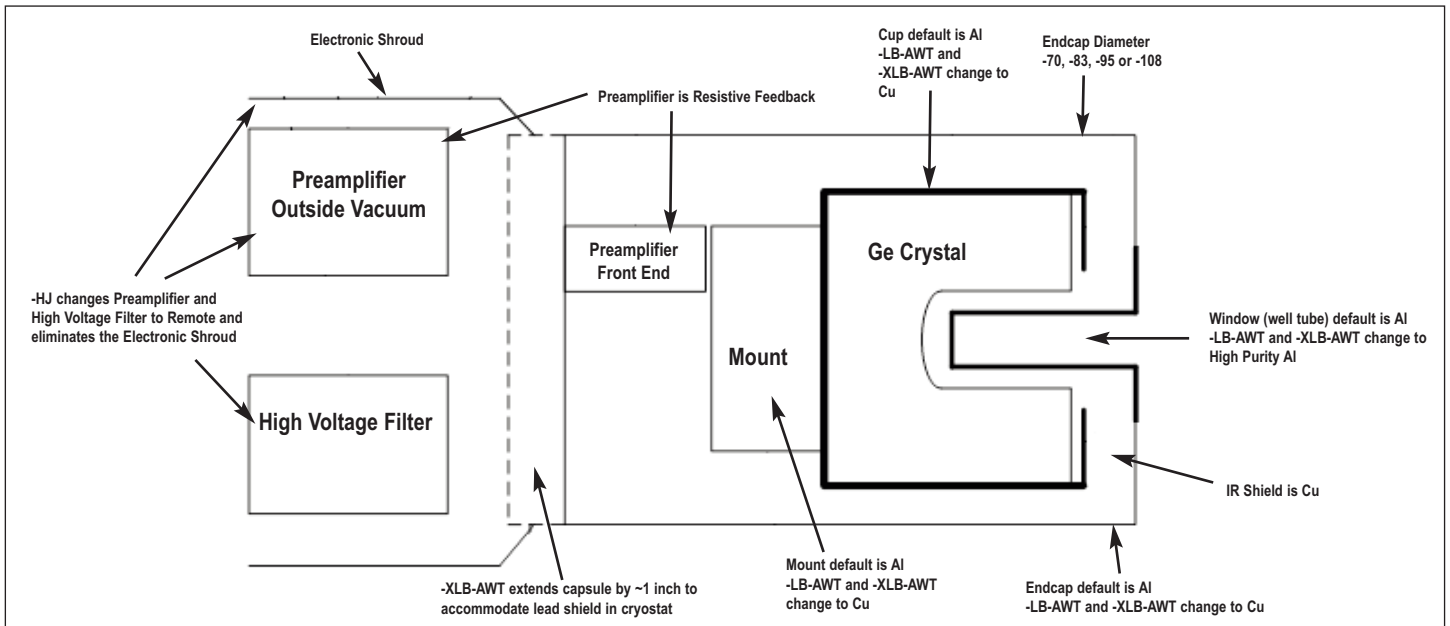 Electronic Shroud
Cup default is Al
-LB-AWT and
-XLB-AWT change to
Cu
Endcap Diameter
-70, -83, -95 or -108
Preamplifier is Resistive Feedback
Preamplifier
Outside Vacuum
Preamplifier
Front End
Ge Crystal
-HJ changes Preamplifier and
High Voltage Filter to Remote and
eliminates the Electronic Shroud
Window (well tube) default is Al
-LB-AWT and -XLB-AWT change to
High Purity Al
Mount
High Voltage Filter
IR Shield is Cu
-XLB-AWT extends capsule by ~1 inch to
accommodate lead shield in cryostat
Mount default is Al
-LB-AWT and -XLB-AWT
change to Cu
Endcap default is Al
-LB-AWT and -XLB-AWT change to Cu